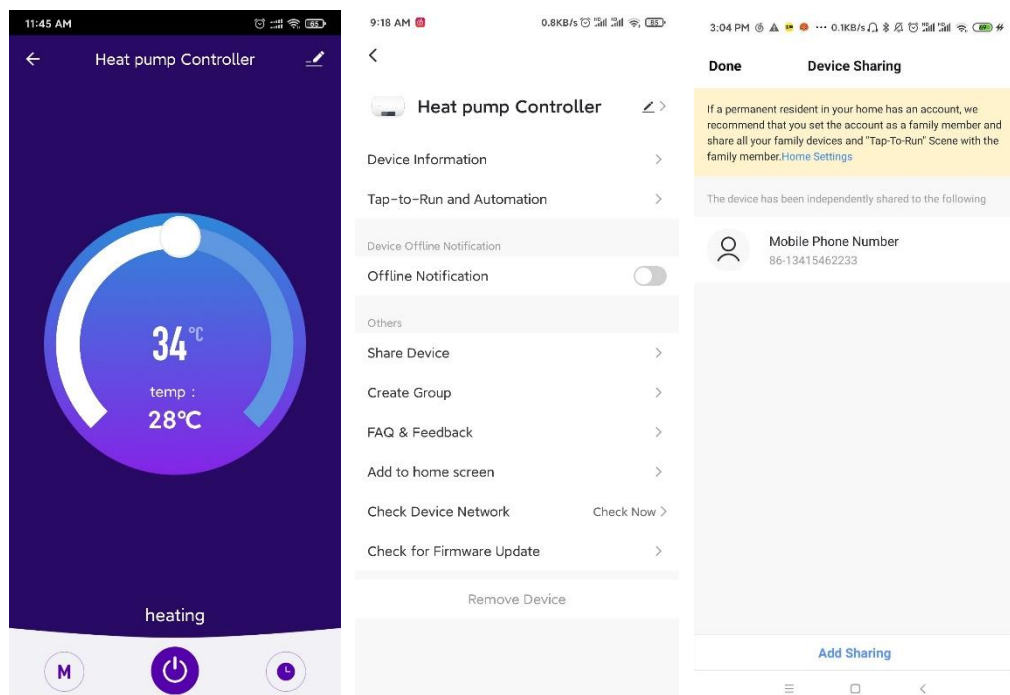 11:45 AM
65
Heat pump Controller
34°C
temp :
28°C
heating
M
9:18 AM
0.8KB/s
85
Heat pump Controller
Device Information
Tap-to-Run and Automation
Device Offline Notification
Offline Notification
Others
Share Device
Create Group
FAQ & Feedback
Add to home screen
Check Device Network Check Now
Check for Firmware Update
Remove Device
3:04 PM
0.1KB/s
69
Done Device Sharing
If a permanent resident in your home has an account, we
recommend that you set the account as a family member and
share all your family devices and "Tap-To-Run" Scene with the
family member.Home Settings
The device has been independently shared to the following
Mobile Phone Number
86-13415462233
Add Sharing